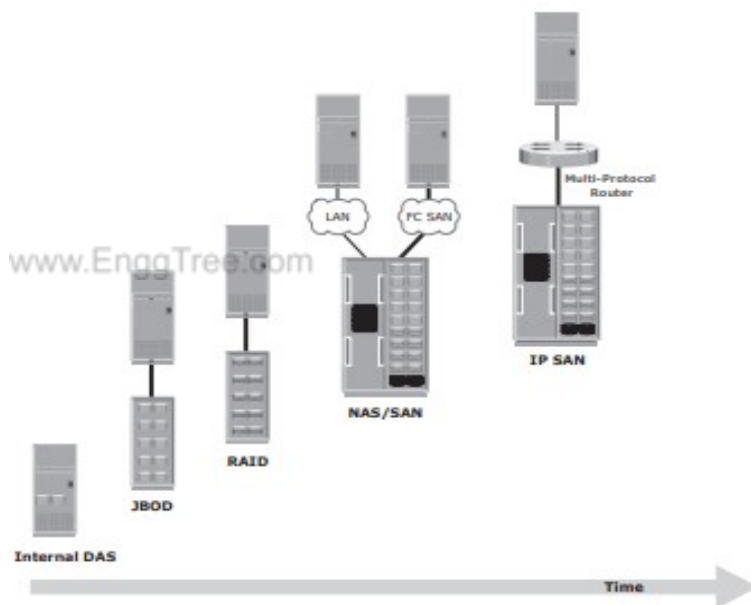 Multi-Protocol
Router
LAN
FC SAN
www.EnggTree.com
IP SAN
NAS/SAN
RAID
JBOD
Internal DAS
Time